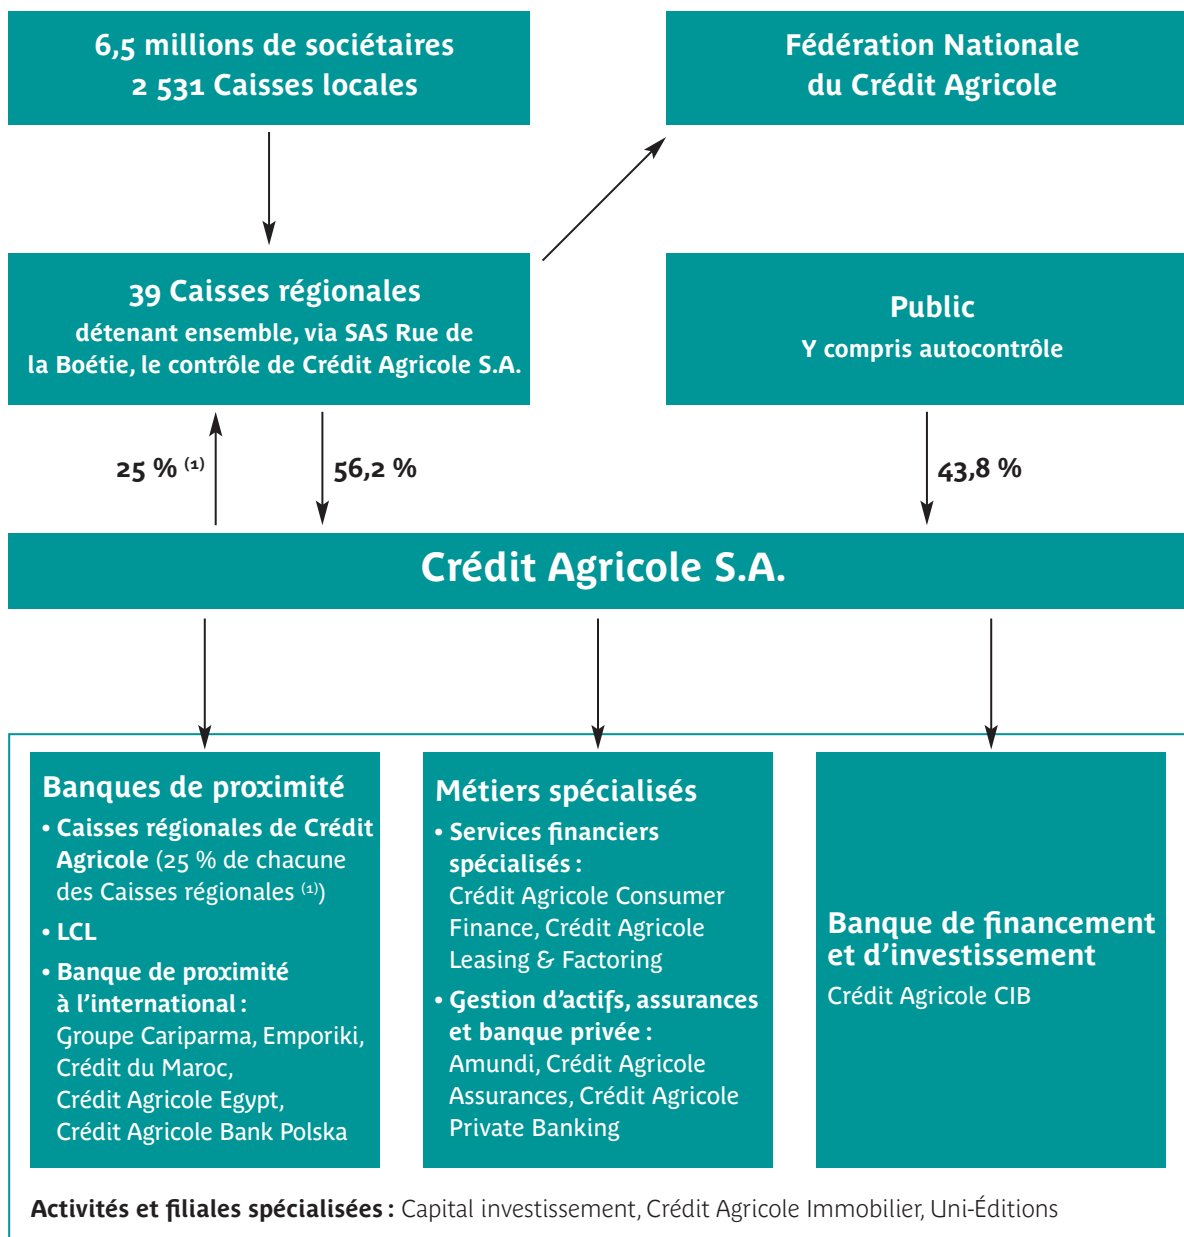 6,5 millions de sociétaires
2 531 Caisses locales
Fédération Nationale
du Crédit Agricole
39 Caisses régionales
détenant ensemble, via SAS Rue de
la Boétie, le contrôle de Crédit Agricole S.A.
Public
Y compris autocontrôle
25 % (1)
56,2 %
43,8 %
Crédit Agricole S.A.
Banques de proximité
• Caisses régionales de Crédit
Agricole (25 % de chacune
des Caisses régionales (1))
• LCL
• Banque de proximité
à l'international :
Groupe Cariparma, Emporiki,
Crédit du Maroc,
Crédit Agricole Egypt,
Crédit Agricole Bank Polska
Métiers spécialisés
• Services financiers
spécialisés :
Crédit Agricole Consumer
Finance, Crédit Agricole
Leasing & Factoring
• Gestion d'actifs, assurances
et banque privée :
Amundi, Crédit Agricole
Assurances, Crédit Agricole
Private Banking
Banque de financement
et d'investissement
Crédit Agricole CIB
Activités et filiales spécialisées : Capital investissement, Crédit Agricole Immobilier, Uni-Éditions